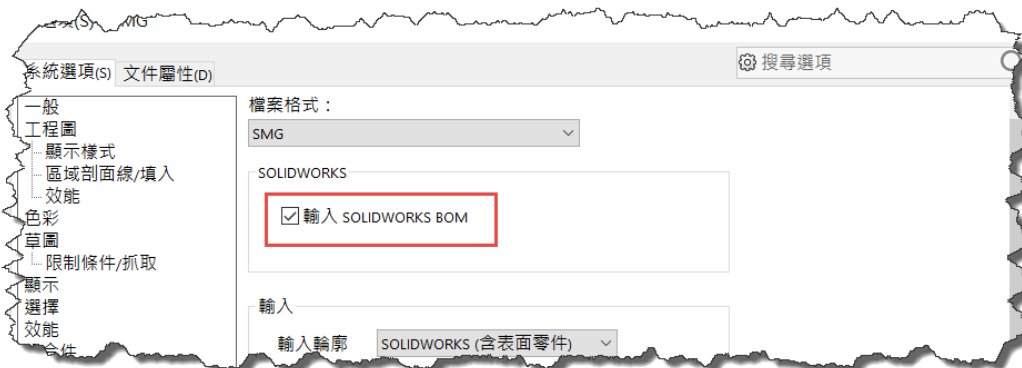 系統選項(S)
文件屬性(D)
搜尋選項
一般
工程圖
顯示樣式
區域剖面線/填入
效能
色彩
草圖
限制條件/抓取
顯示
選擇
效能
合件
檔案格式：
SMG
SOLIDWORKS
輸入 SOLIDWORKS BOM
輸入
輸入輪廓
SOLIDWORKS (含表面零件)